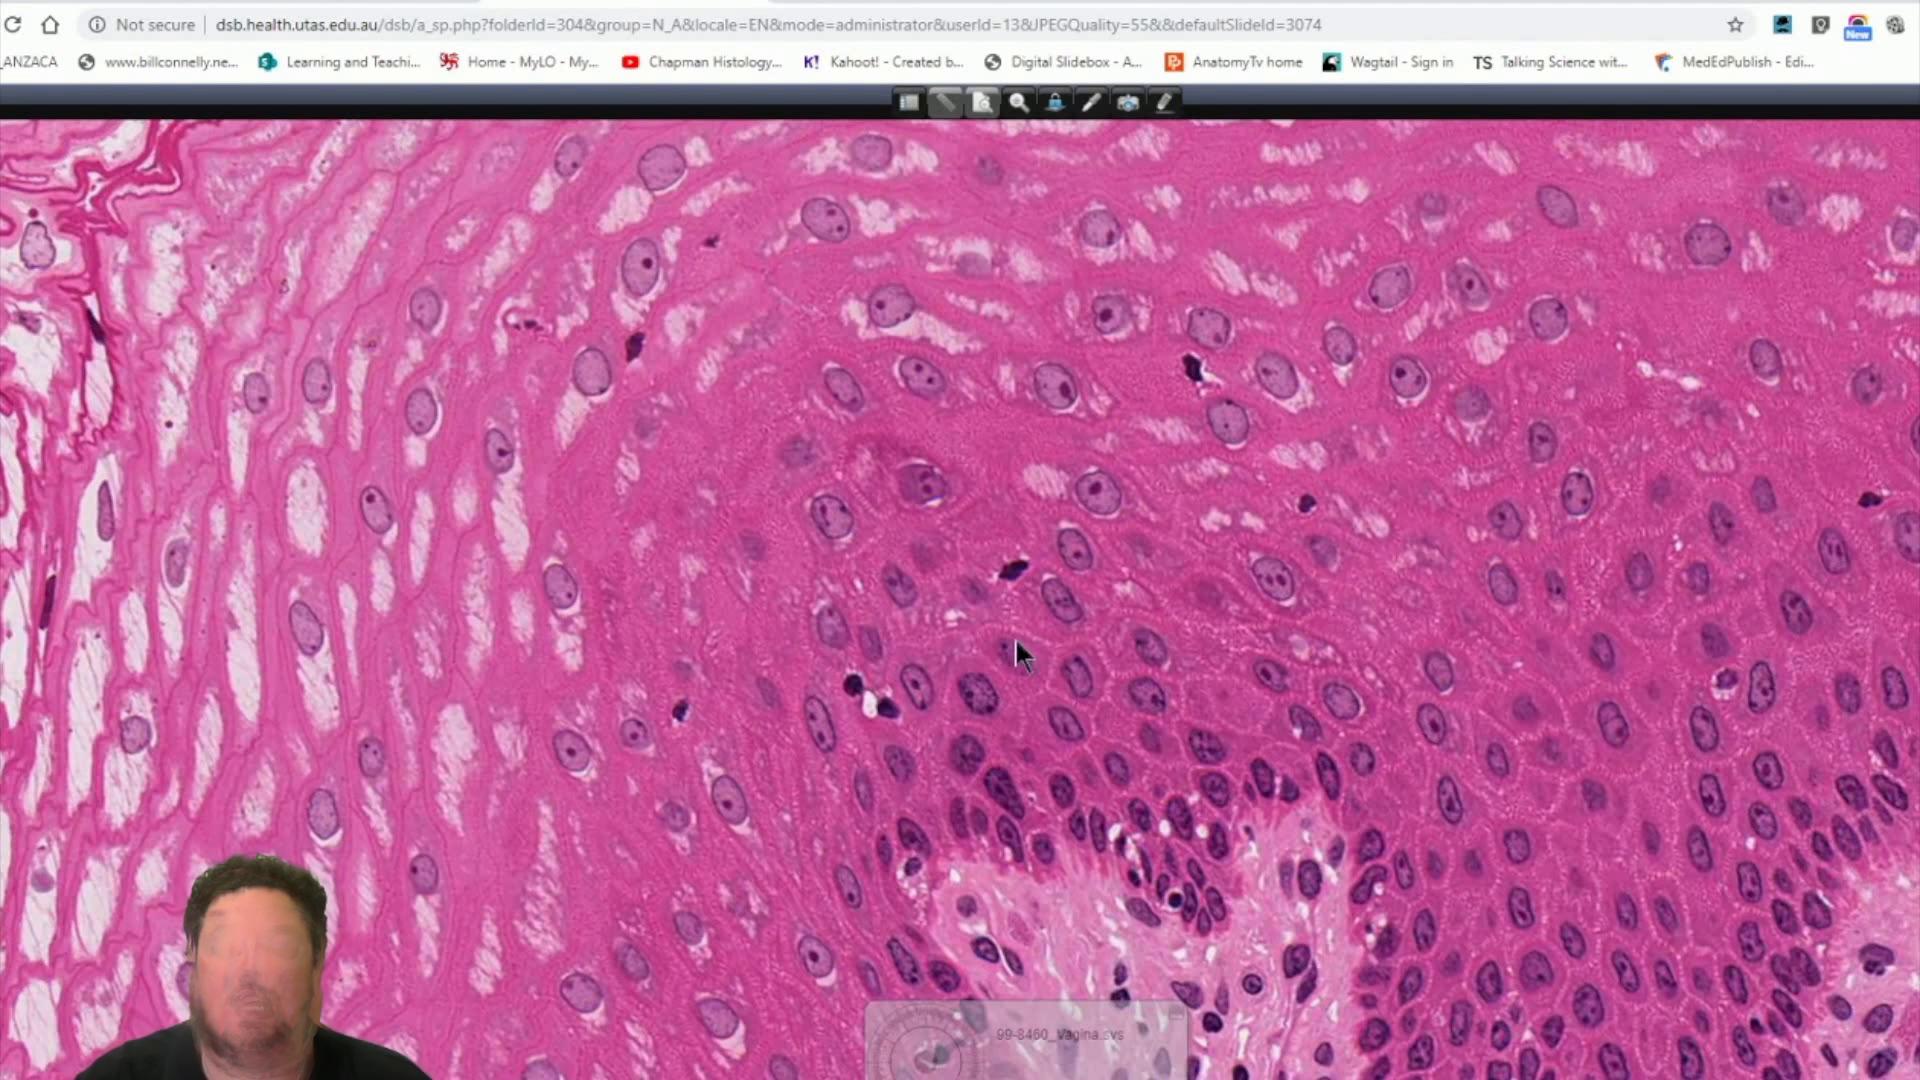 Not secure dsb.health.utas.edu.au/dsb/a_sp.php?folderId=304&group=N_A&locale=EN&mode=administrator&userId=13&JPEGQuality=55&&defaultSlideId=3074
New
ANZACA www.billconnelly.ne... Learning and Teachi... Home - MyLO - My... Chapman Histology... K! Kahoot! - Created b... Digital Slidebox - A... AnatomyTv home Wagtail - Sign in TS Talking Science wit... MedEdPublish - Edi...
99-8460_Vagina.svs